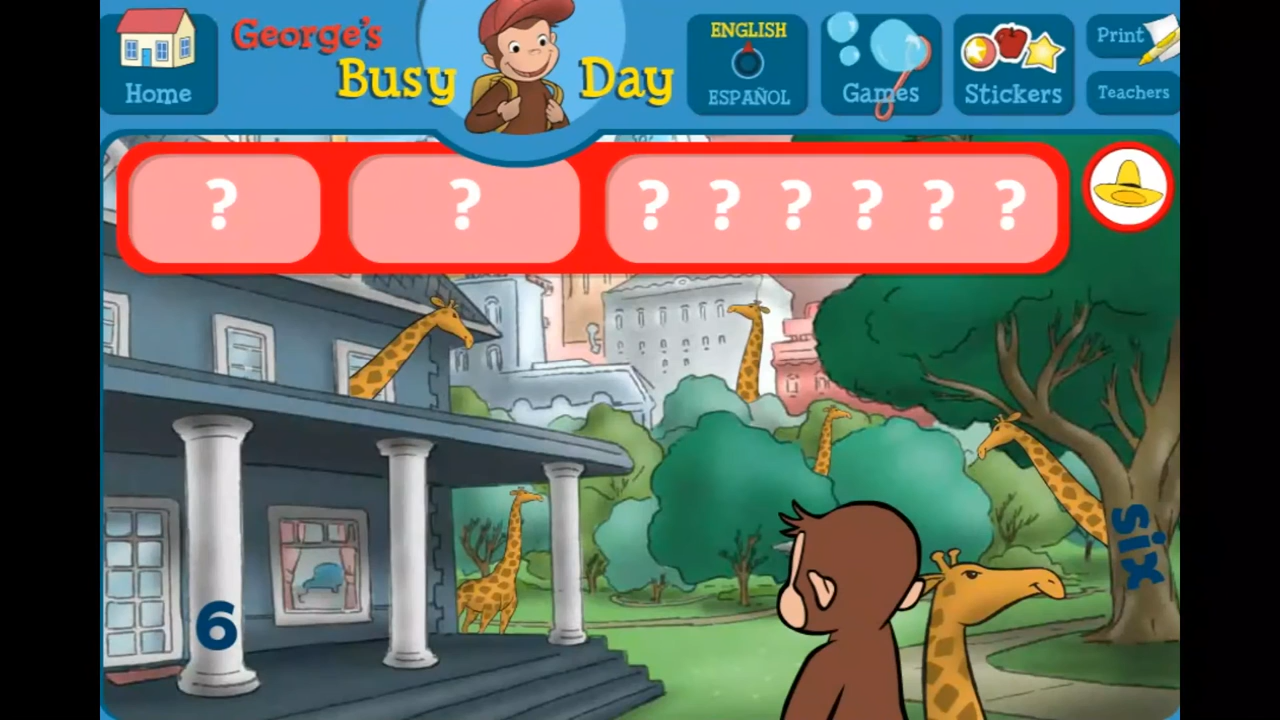 Home
George's
Busy Day
ENGLISH
ESPAÑOL
Games
Stickers
Print
Teachers
?
?
? ? ? ? ? ?
six
6